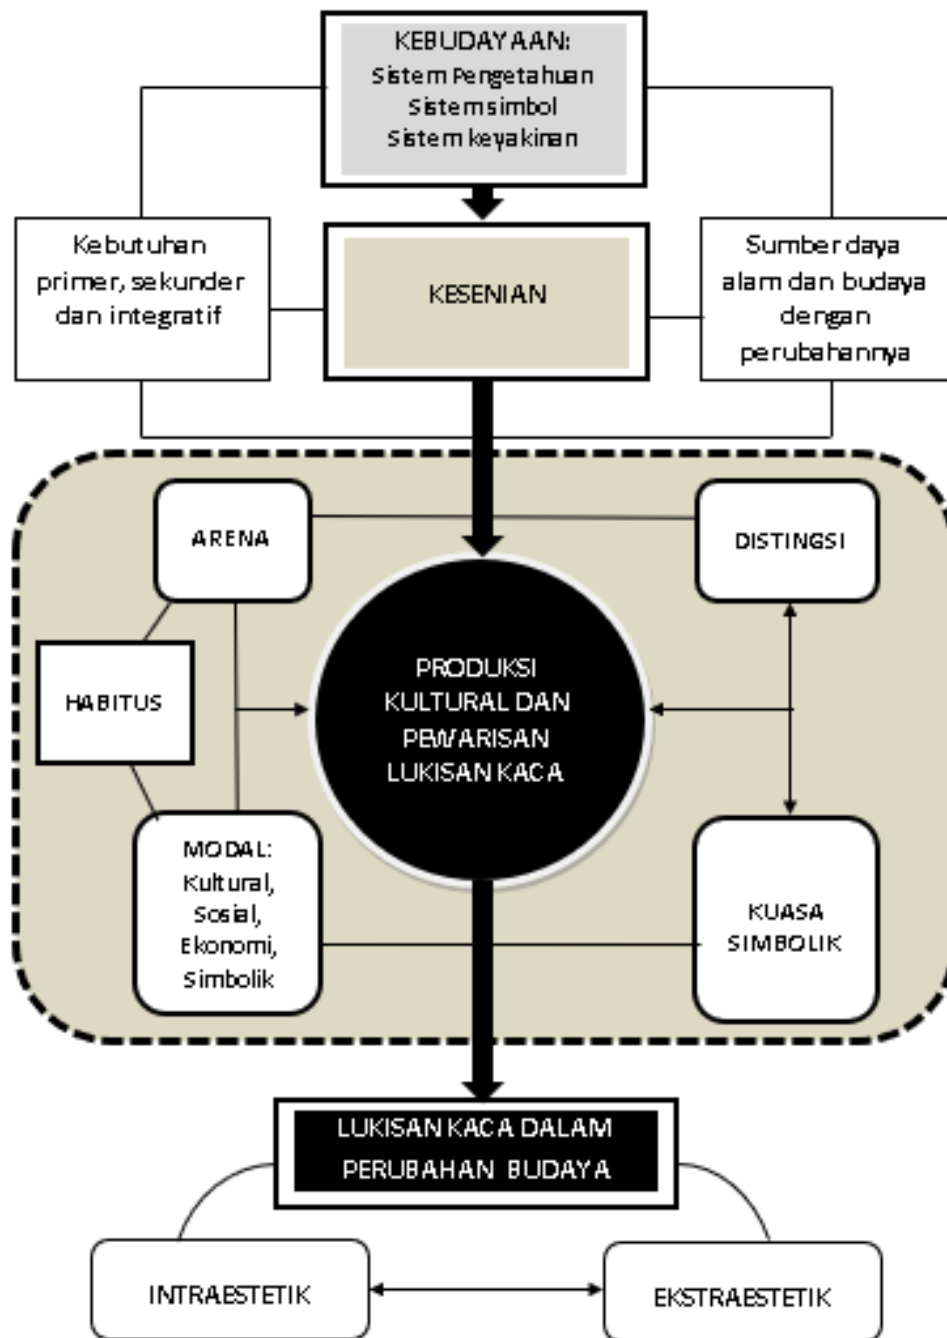 KEBUDAYAAN:
Sistem Pengetahuan
Sistem simbol
Sistem keyakinan
Kebutuhan
primer, sekunder
dan integratif
KESENIAN
Sumber daya
alam dan budaya
dengan
perubahannya
ARENA
DISTINGSI
HABITUS
PRODUKSI
KULTURAL DAN
PEWARISAN
LUKISAN KACA
MODAL:
Kultural,
Sosial,
Ekonomi,
Simbolik
KUASA
SIMBOLIK
LUKISAN KACA DALAM
PERUBAHAN BUDAYA
INTRAESTETIK
EKSTRAESTETIK